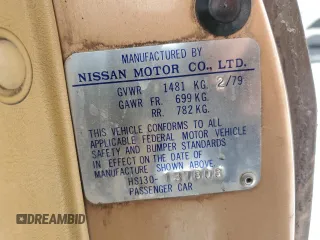 MANUFACTURED BY
NISSAN MOTOR CO., LTD.
GVWR 1481 KG. 2/79
GAWR FR. 699 KG.
RR. 782 KG.
THIS VEHICLE CONFORMS TO ALL
APPLICABLE FEDERAL MOTOR VEHICLE
SAFETY AND BUMPER STANDARDS
IN EFFECT ON THE DATE OF
MANUFACTURE SHOWN ABOVE
HS130-
PASSENGER CAR
DREAMBID